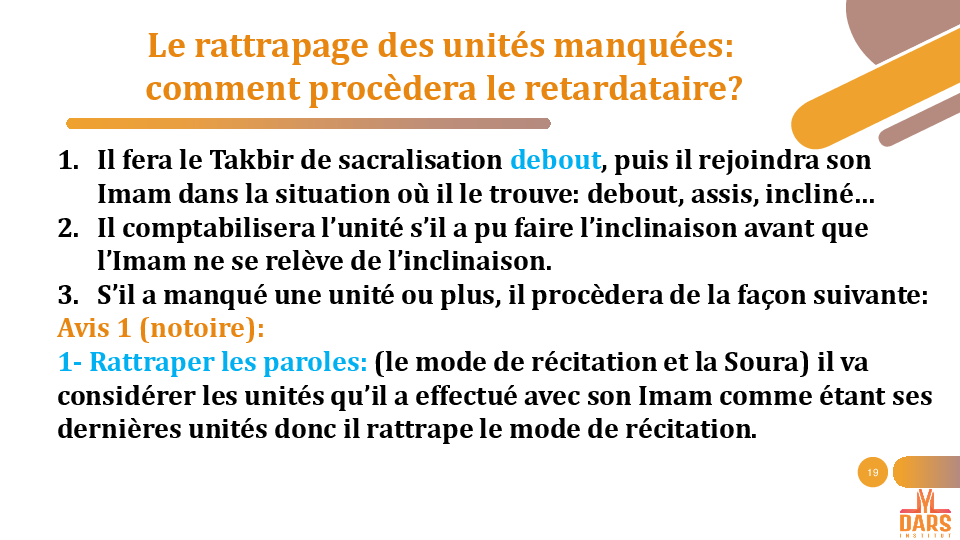 Le rattrapage des unités manquées:
comment procèdera le retardataire?
1. Il fera le Takbir de sacralisation debout, puis il rejoindra son
Imam dans la situation où il le trouve: debout, assis, incliné…
2. Il comptabilisera l’unité s’il a pu faire l’inclinaison avant que
l’Imam ne se relève de l’inclinaison.
3. S’il a manqué une unité ou plus, il procèdera de la façon suivante:
Avis 1 (notoire):
1- Rattraper les paroles: (le mode de récitation et la Soura) il va
considérer les unités qu’il a effectué avec son Imam comme étant ses
dernières unités donc il rattrape le mode de récitation.
19
DARS
INSTITUT